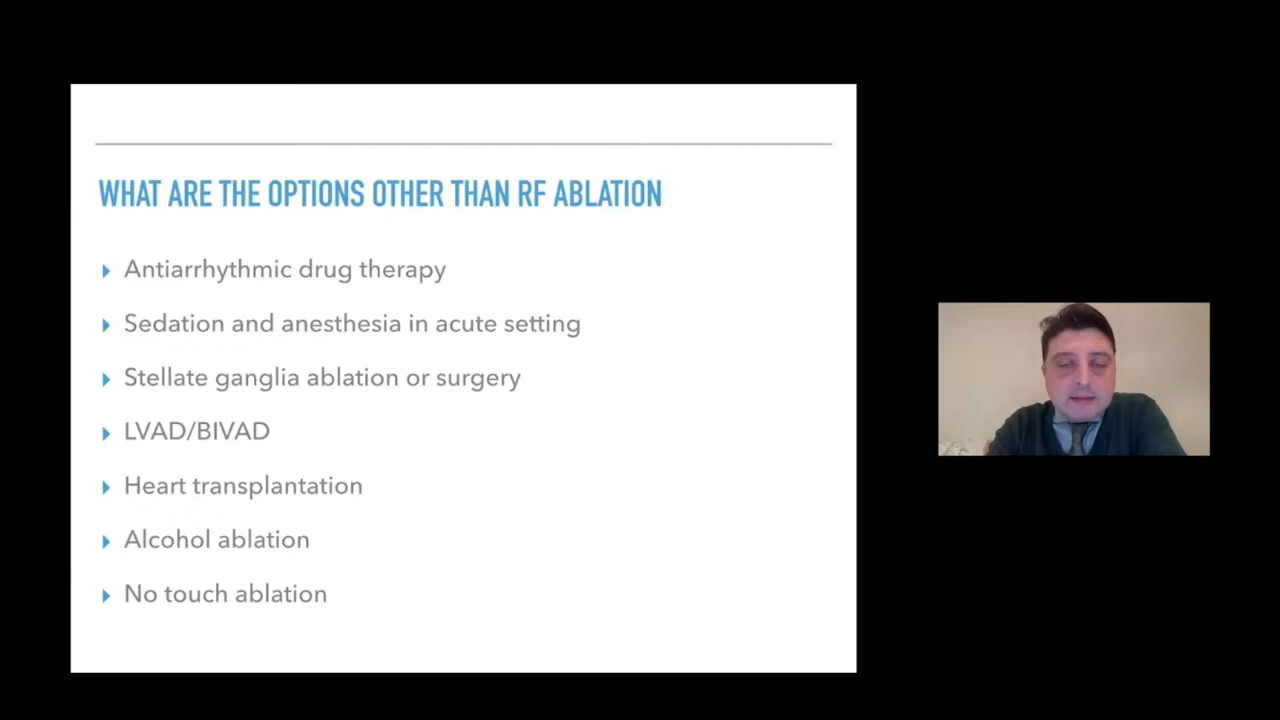 WHAT ARE THE OPTIONS OTHER THAN RF ABLATION
Antiarrhythmic drug therapy
Sedation and anesthesia in acute setting
Stellate ganglia ablation or surgery
LVAD/BIVAD
Heart transplantation
Alcohol ablation
No touch ablation